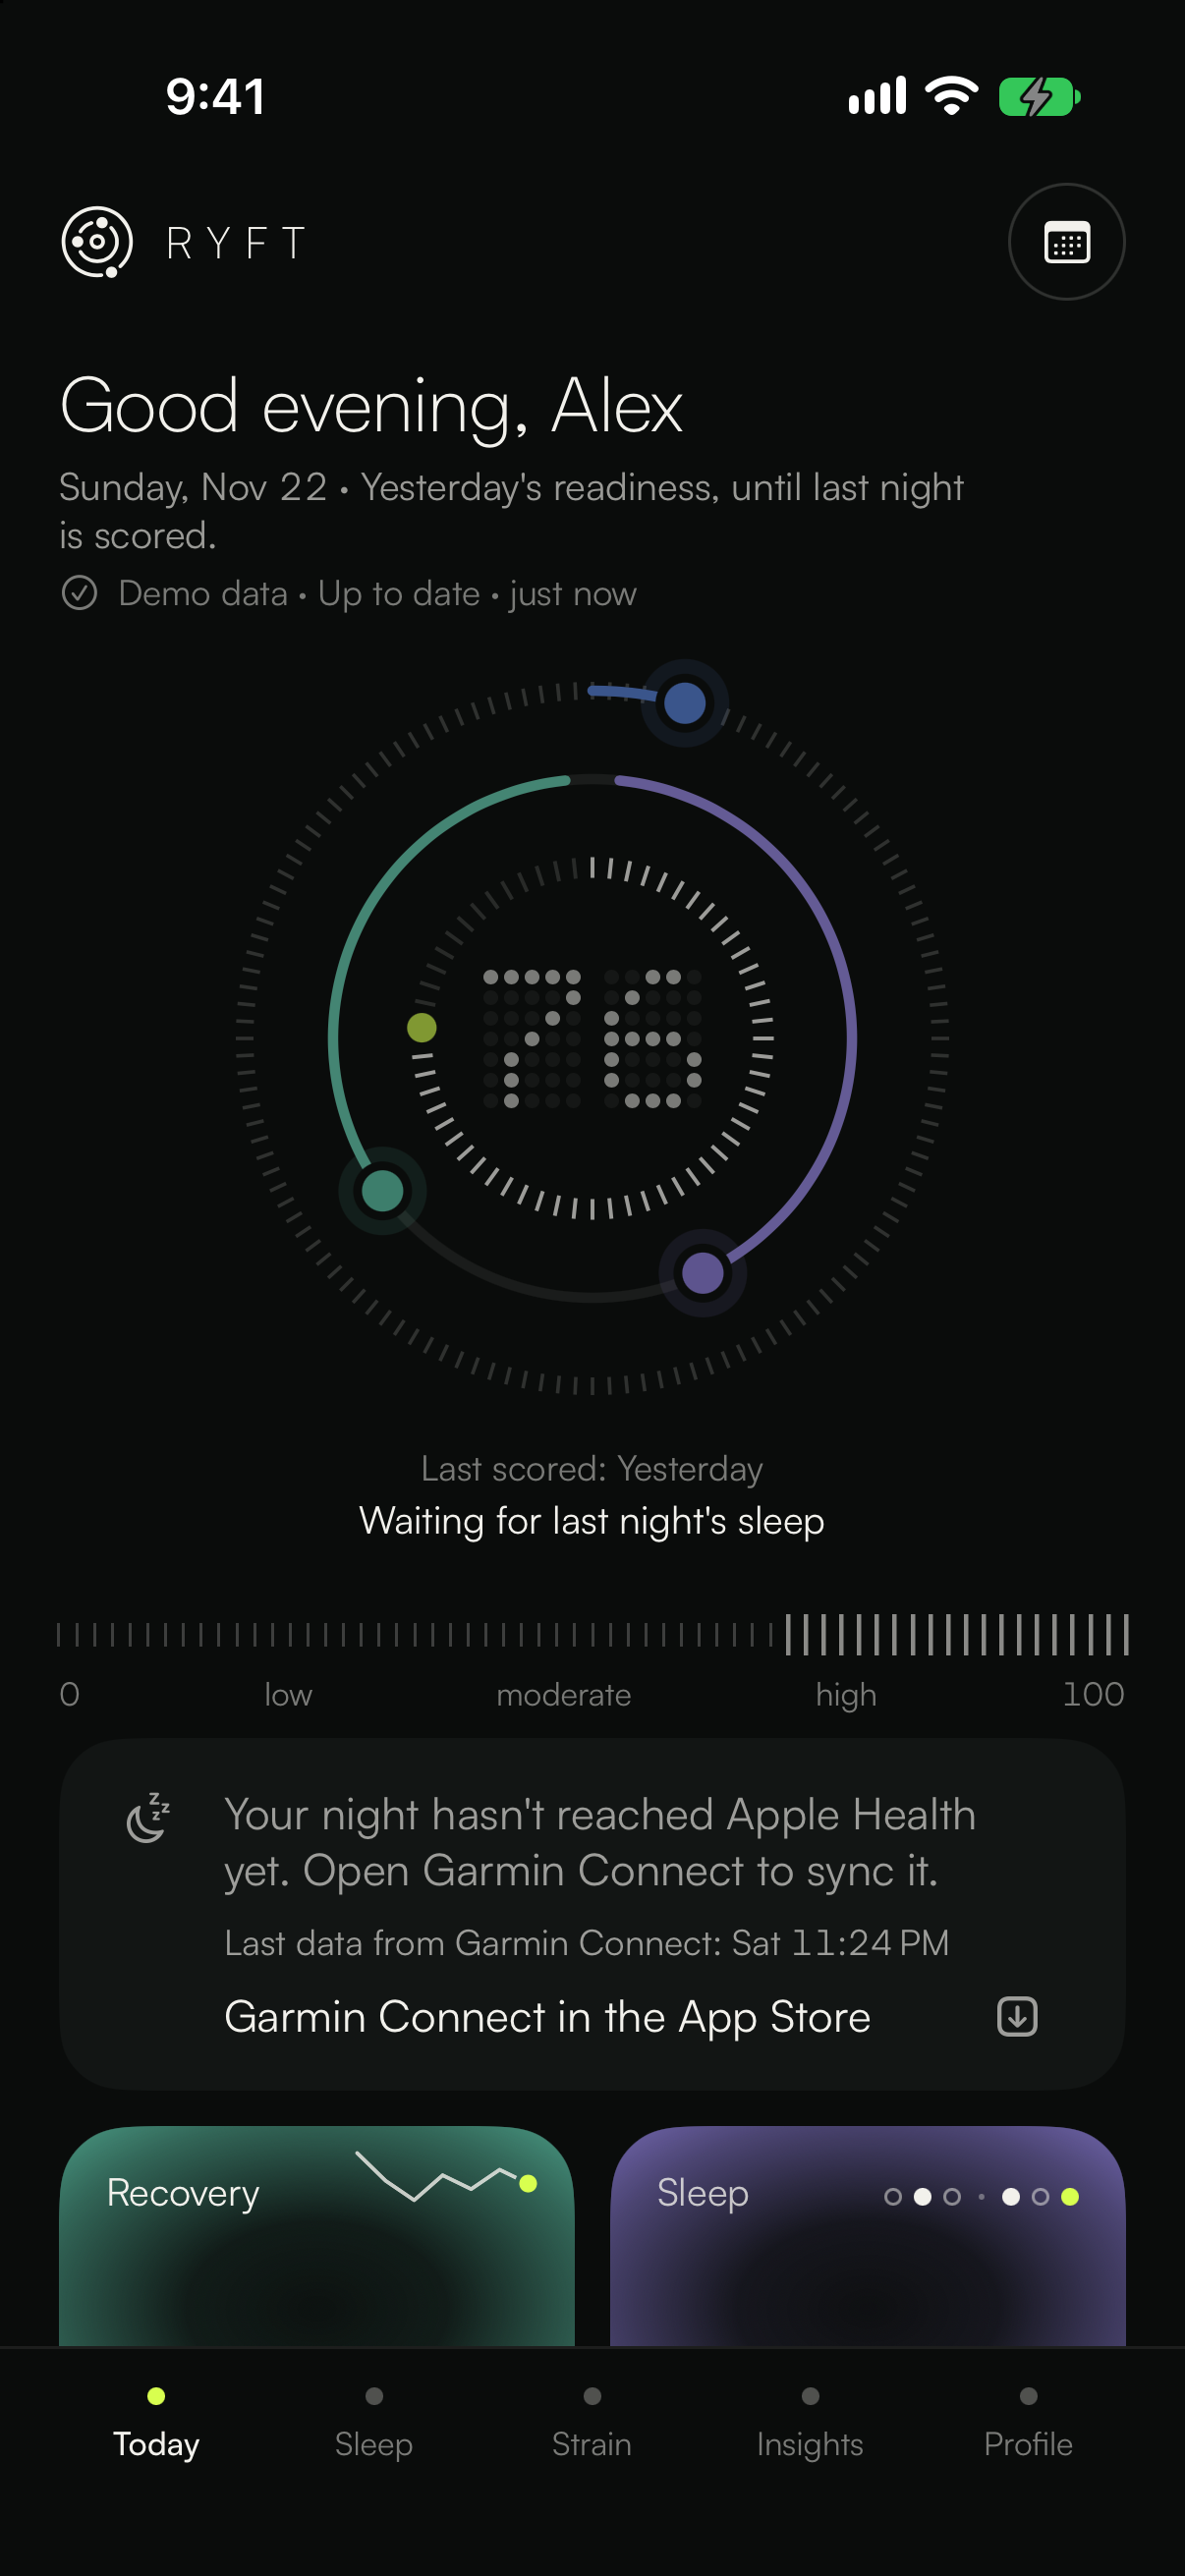 9:41
RYFT
Good evening, Alex
Sunday, Nov 22 · Yesterday's readiness, until last night
is scored.
Demo data · Up to date · just now
76
Last scored: Yesterday
Waiting for last night's sleep
0 low moderate high 100
Your night hasn't reached Apple Health
yet. Open Garmin Connect to sync it.
Last data from Garmin Connect: Sat 11:24 PM
Garmin Connect in the App Store
Recovery
Sleep
Today Sleep Strain Insights Profile